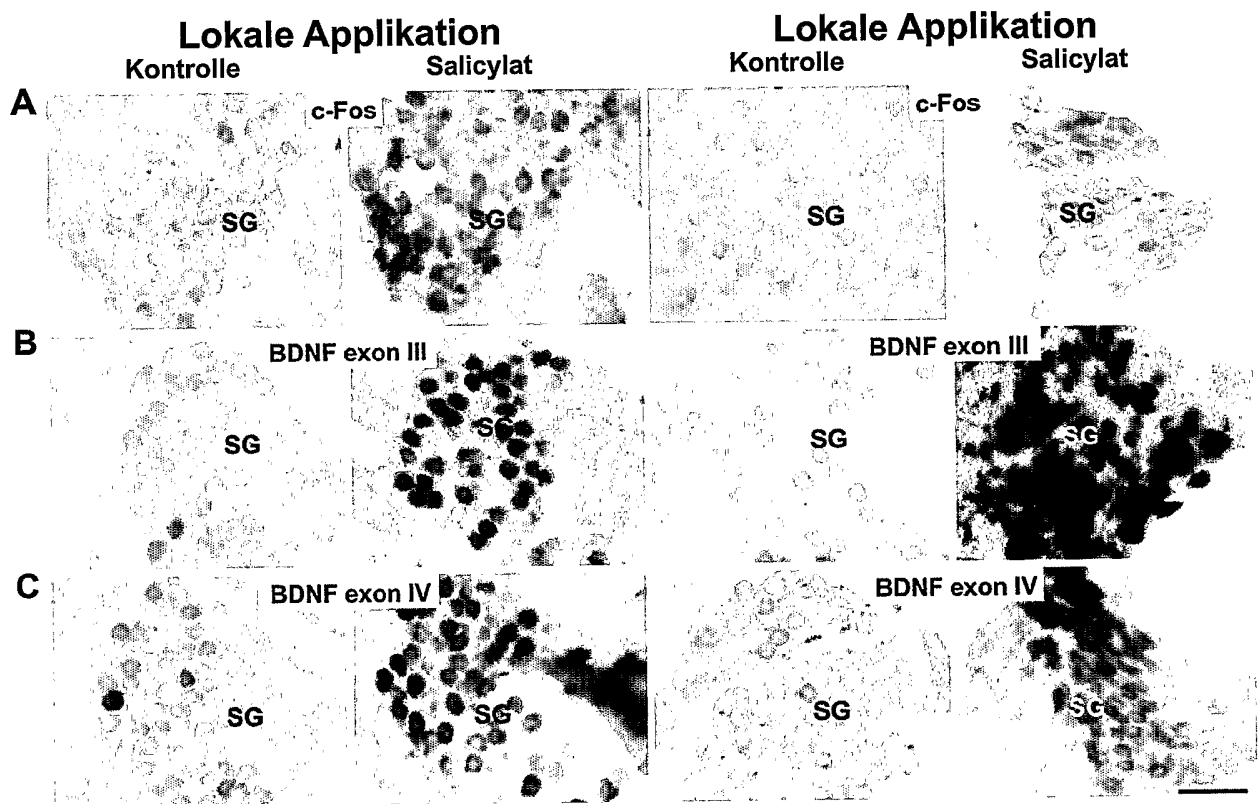 Lokale Applikation Lokale Applikation
Kontrolle Salicylat Kontrolle Salicylat
A c-Fos c-Fos
SG SG SG SG
B BDNF exon III BDNF exon III
SG SG SG SG
C BDNF exon IV BDNF exon IV
SG SG SG SG